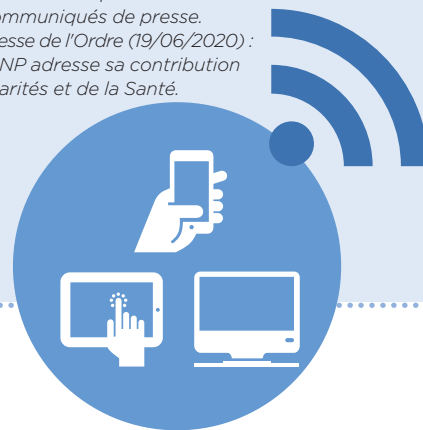 ommuniqués de presse.
esse de l'Ordre (19/06/2020) :
NP adresse sa contribution
arités et de la Santé.